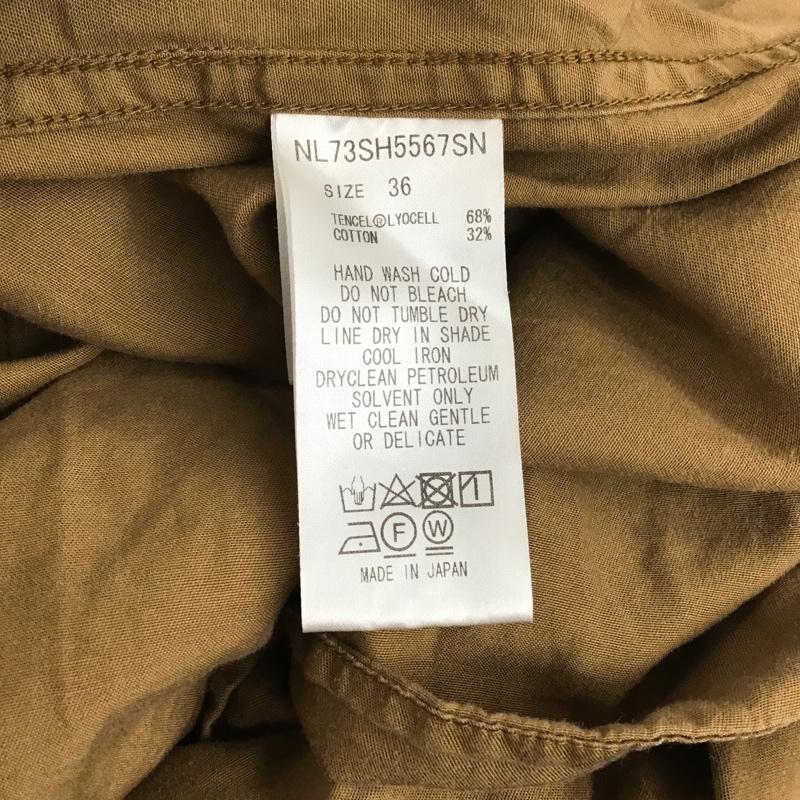 NL73SH5567SN
SIZE 36
TENCEL®LYOCELL 68%
COTTON 32%
HAND WASH COLD
DO NOT BLEACH
DO NOT TUMBLE DRY
LINE DRY IN SHADE
COOL IRON
DRYCLEAN PETROLEUM
SOLVENT ONLY
WET CLEAN GENTLE
OR DELICATE
F W
MADE IN JAPAN